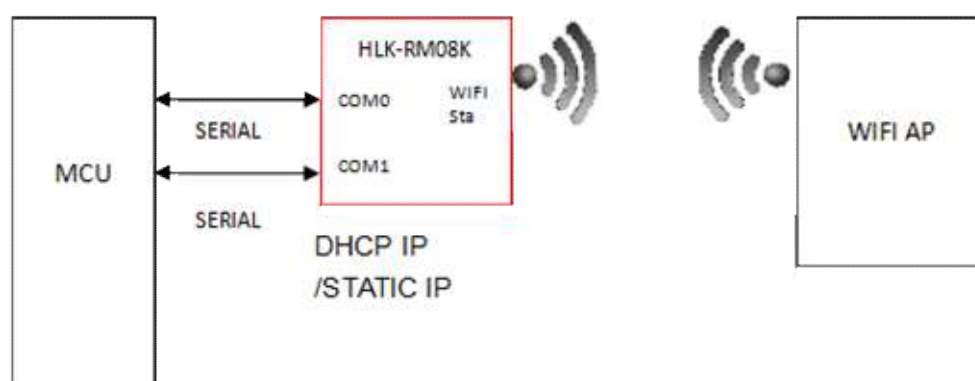 HLK-RM08K
COM0
WIFI
Sta
SERIAL
WIFI AP
MCU
COM1
SERIAL
DHCP IP
/STATIC IP